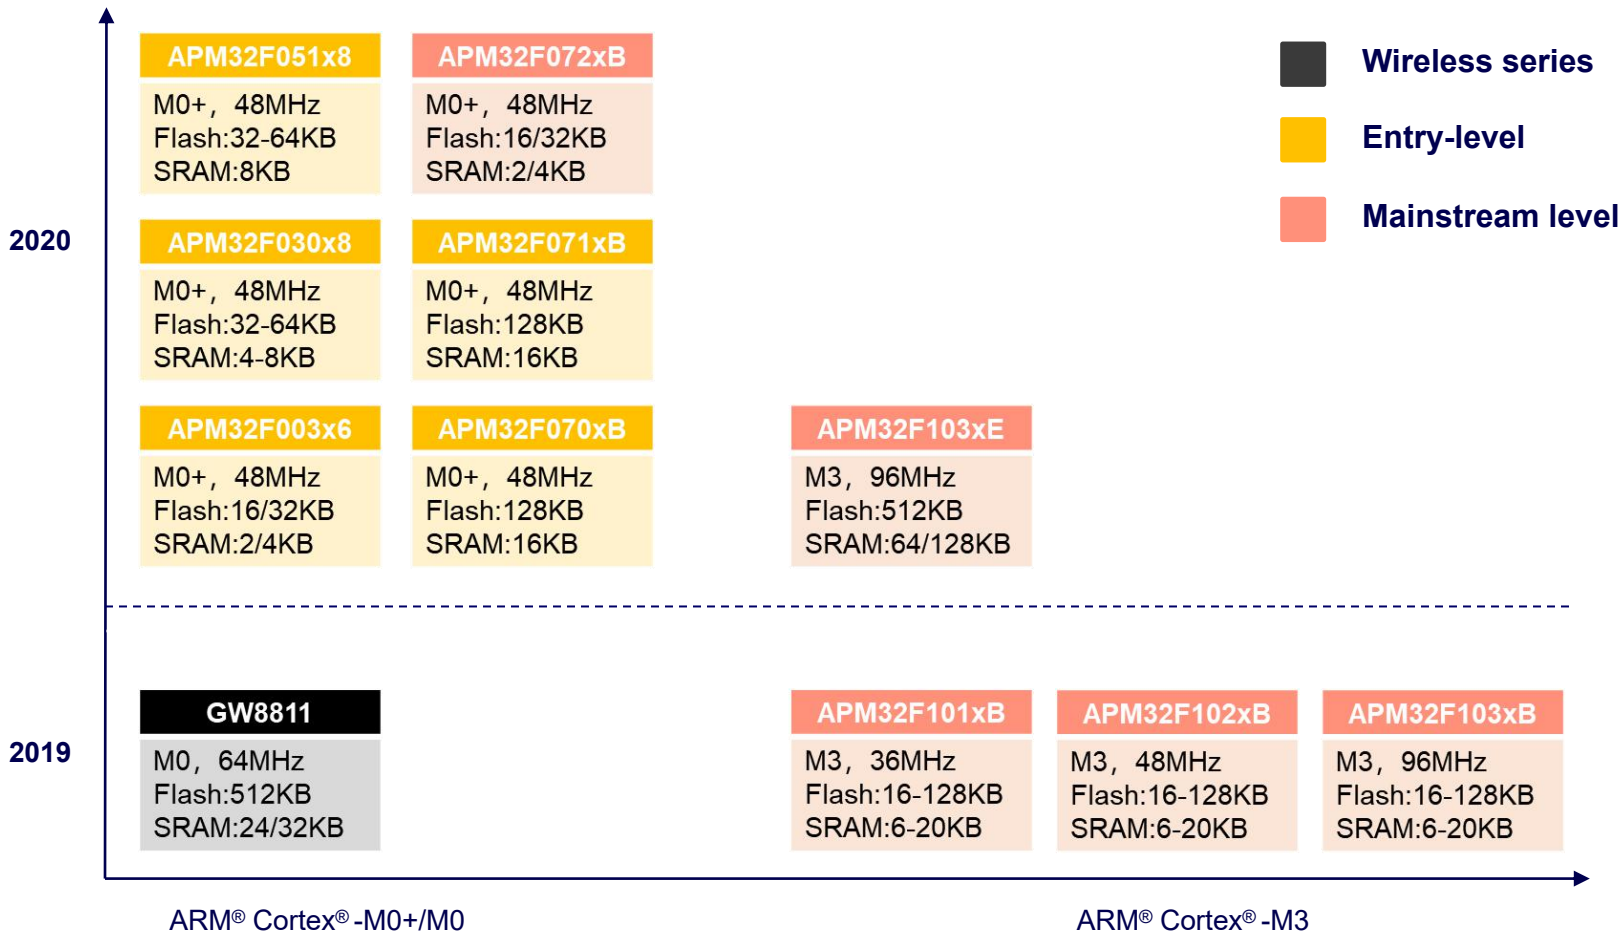 APM32F051x8
M0+, 48MHz
Flash:32-64KB
SRAM:8KB
APM32F072xB
M0+, 48MHz
Flash:16/32KB
SRAM:2/4KB
Wireless series
Entry-level
Mainstream level
2020
APM32F030x8
M0+, 48MHz
Flash:32-64KB
SRAM:4-8KB
APM32F071xB
M0+, 48MHz
Flash:128KB
SRAM:16KB
APM32F003x6
M0+, 48MHz
Flash:16/32KB
SRAM:2/4KB
APM32F070xB
M0+, 48MHz
Flash:128KB
SRAM:16KB
APM32F103xE
M3, 96MHz
Flash:512KB
SRAM:64/128KB
2019
GW8811
M0, 64MHz
Flash:512KB
SRAM:24/32KB
APM32F101xB
M3, 36MHz
Flash:16-128KB
SRAM:6-20KB
APM32F102xB
M3, 48MHz
Flash:16-128KB
SRAM:6-20KB
APM32F103xB
M3, 96MHz
Flash:16-128KB
SRAM:6-20KB
ARM® Cortex® -M0+/M0
ARM® Cortex® -M3